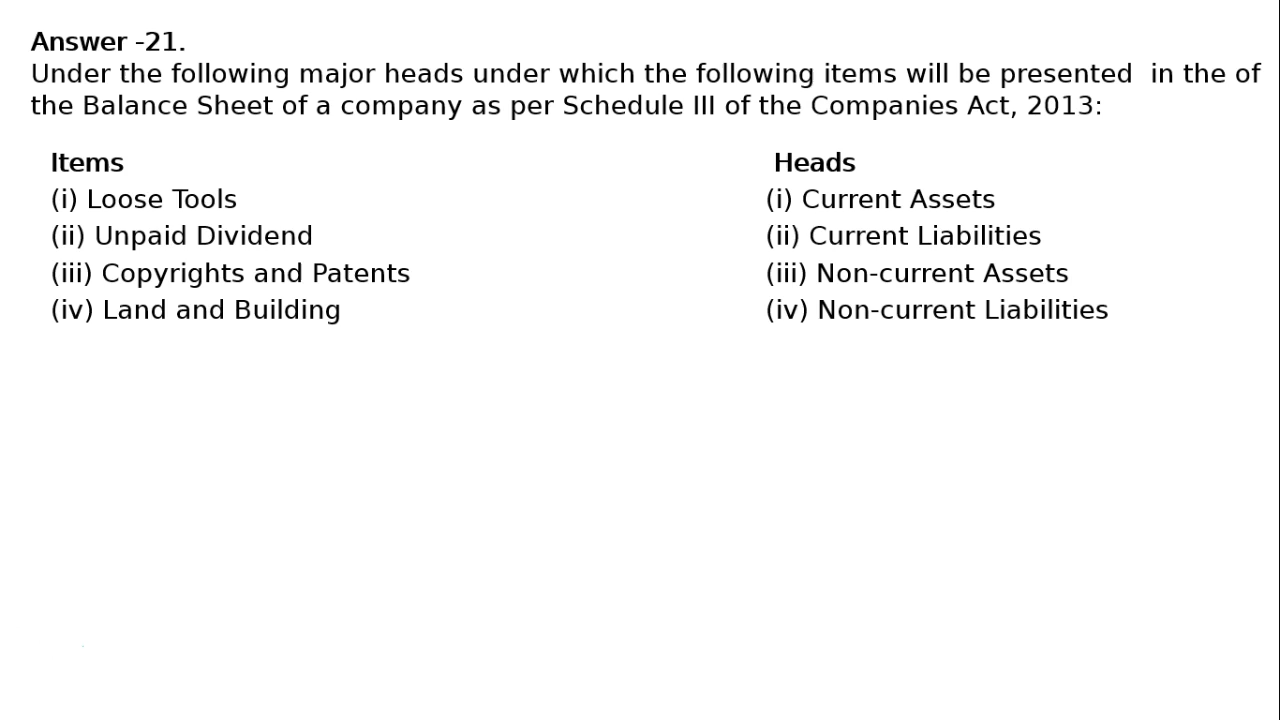 Answer -21.
Under the following major heads under which the following items will be presented  in the of
the Balance Sheet of a company as per Schedule III of the Companies Act, 2013:
Items Heads
(i) Loose Tools (i) Current Assets
(ii) Unpaid Dividend (ii) Current Liabilities
(iii) Copyrights and Patents (iii) Non-current Assets
(iv) Land and Building (iv) Non-current Liabilities